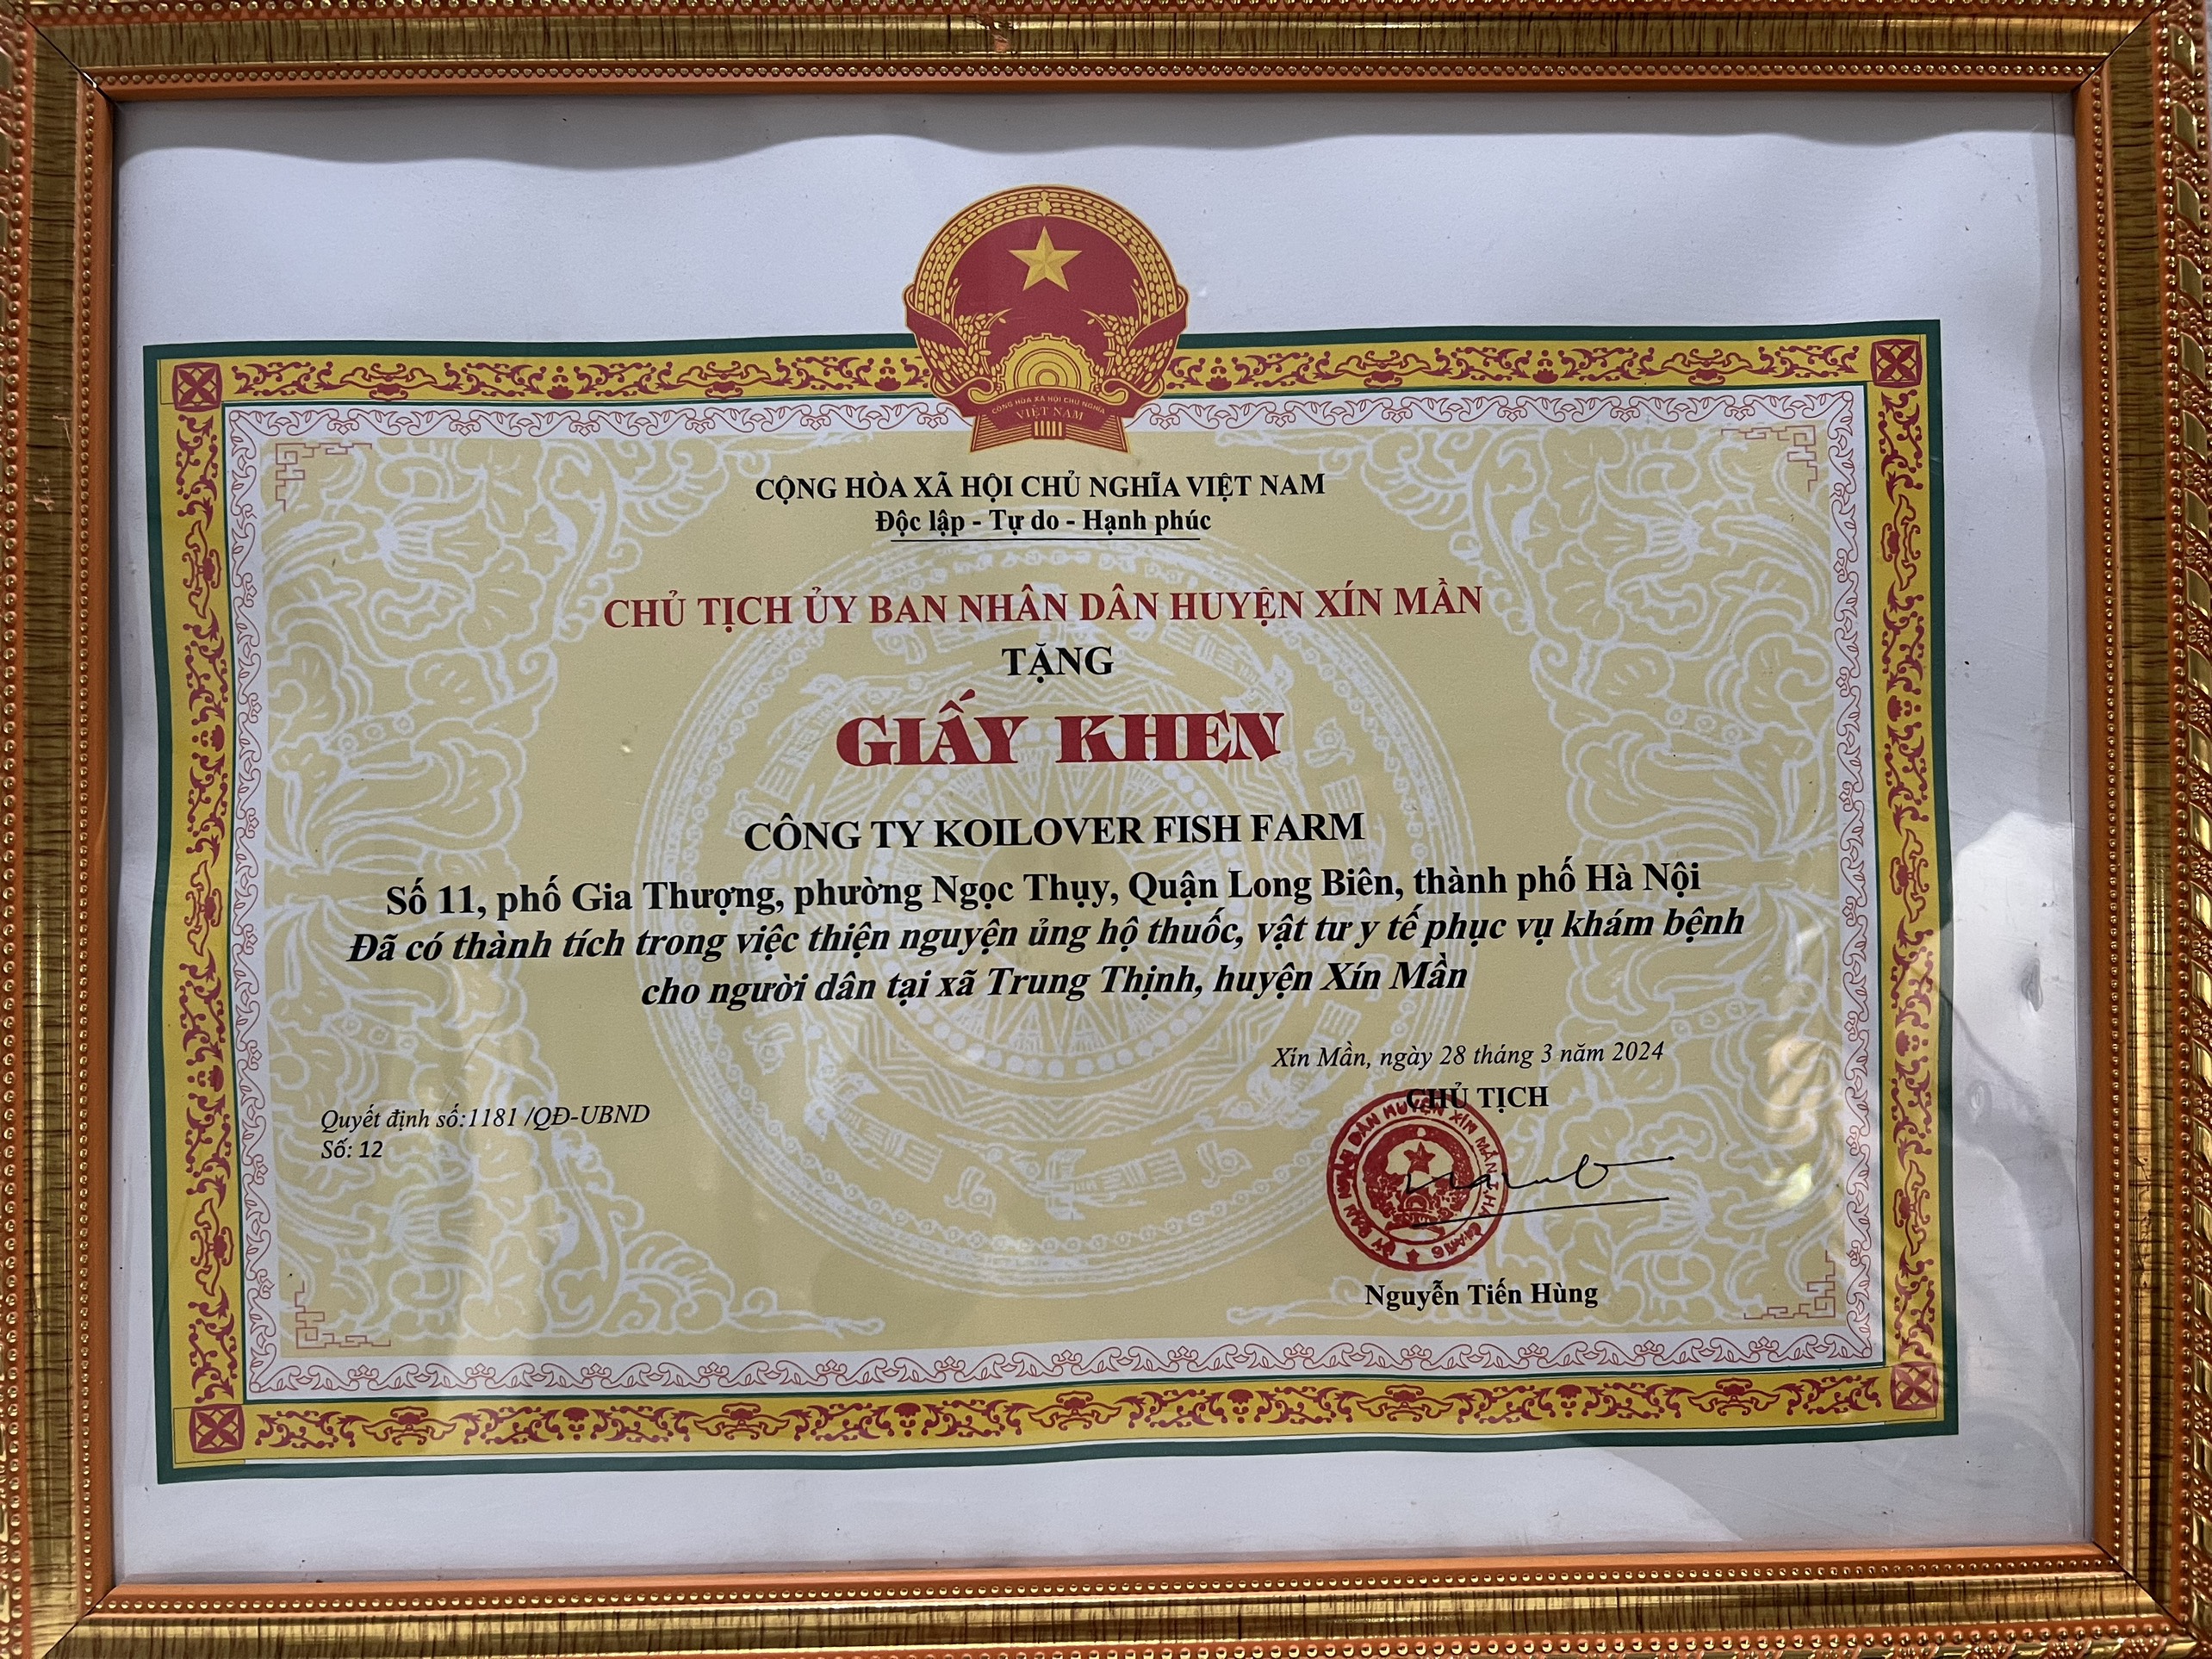 CỘNG HÒA XÃ HỘI CHỦ NGHĨA
VIỆT NAM
CỘNG HÒA XÃ HỘI CHỦ NGHĨA VIỆT NAM
Độc lập - Tự do - Hạnh phúc
CHỦ TỊCH ỦY BAN NHÂN DÂN HUYỆN XÍN MẦN
TẶNG
GIẤY KHEN
CÔNG TY KOILOVER FISH FARM
Số 11, phố Gia Thượng, phường Ngọc Thụy, Quận Long Biên, thành phố Hà Nội
Đã có thành tích trong việc thiện nguyện ủng hộ thuốc, vật tư y tế phục vụ khám bệnh
cho người dân tại xã Trung Thịnh, huyện Xín Mần
Xín Mần, ngày 28 tháng 3 năm 2024
CHỦ TỊCH
Quyết định số:1181 /QĐ-UBND
Số: 12
ỦY BAN NHÂN DÂN HUYỆN XÍN MẦN T.HÀ GIANG
Nguyễn Tiến Hùng